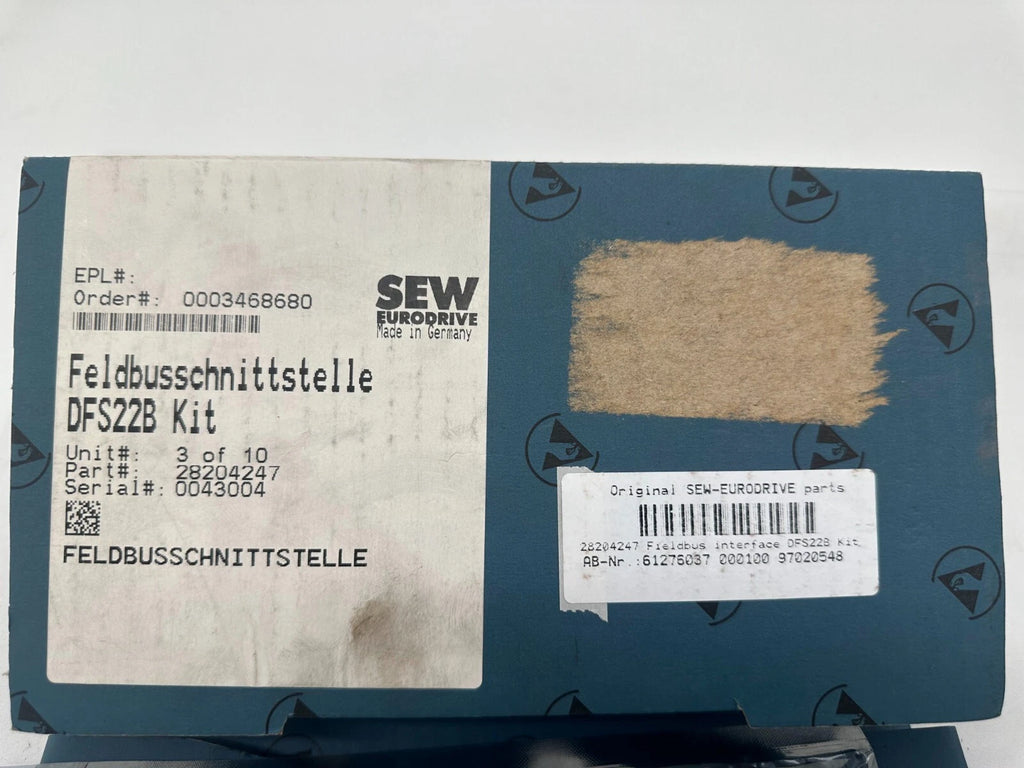 EPL#:
Order#: 0003468680
SEW
EURODRIVE
Made in Germany
Feldbusschnittstelle
DFS22B Kit
Unit#: 3 of 10
Part#: 28204247
Serial#: 0043004
FELDBUSSCHNITTSTELLE
Original SEW-EURODRIVE parts
28204247 Fieldbus interface DFS22B Kit
AB-Nr.:61276037 000100 97020548